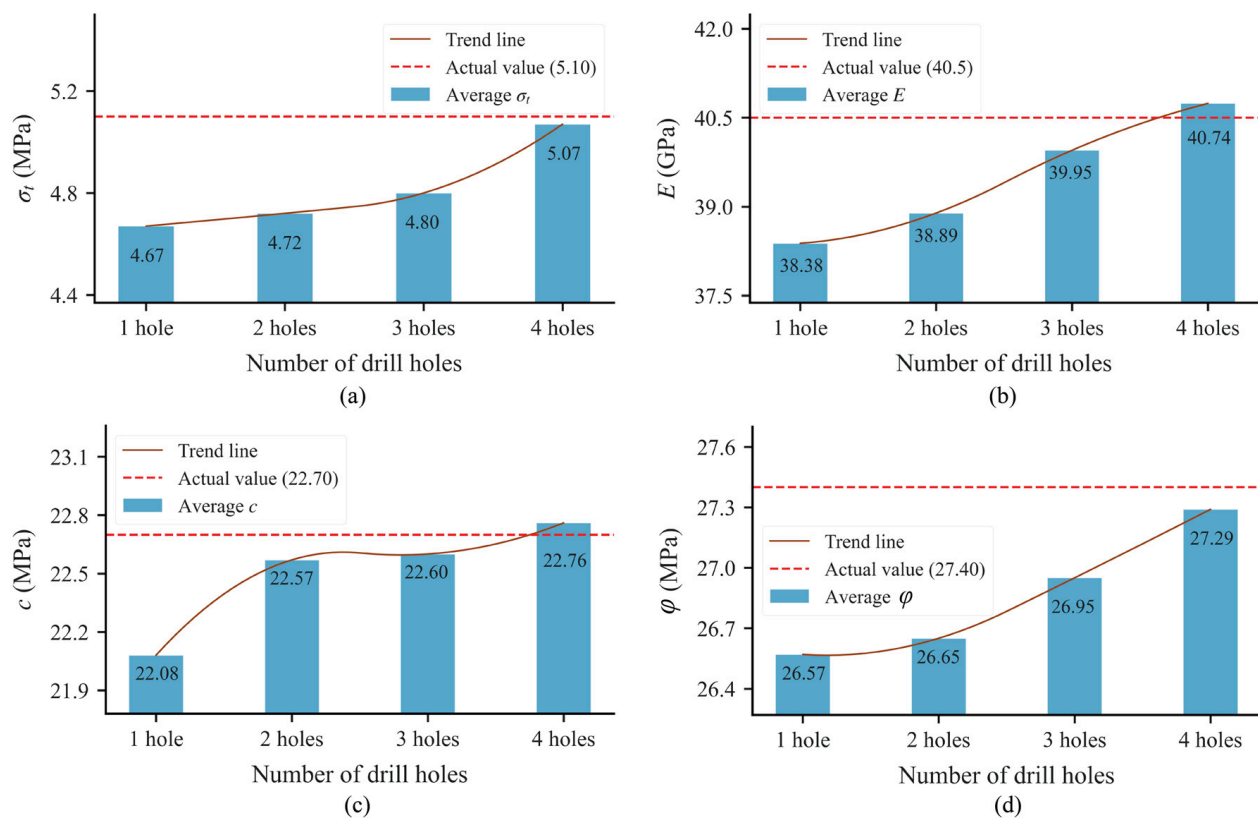 Trend line
Actual value (5.10)
Average σt
5.2
4.8
4.4
σt (MPa)
4.67
4.72
4.80
5.07
1 hole 2 holes 3 holes 4 holes
Number of drill holes
(a)
Trend line
Actual value (40.5)
Average E
42.0
40.5
39.0
37.5
E (GPa)
38.38
38.89
39.95
40.74
1 hole 2 holes 3 holes 4 holes
Number of drill holes
(b)
Trend line
Actual value (22.70)
Average c
23.1
22.8
22.5
22.2
21.9
c (MPa)
22.08
22.57
22.60
22.76
1 hole 2 holes 3 holes 4 holes
Number of drill holes
(c)
Trend line
Actual value (27.40)
Average φ
27.6
27.3
27.0
26.7
26.4
φ (MPa)
26.57
26.65
26.95
27.29
1 hole 2 holes 3 holes 4 holes
Number of drill holes
(d)